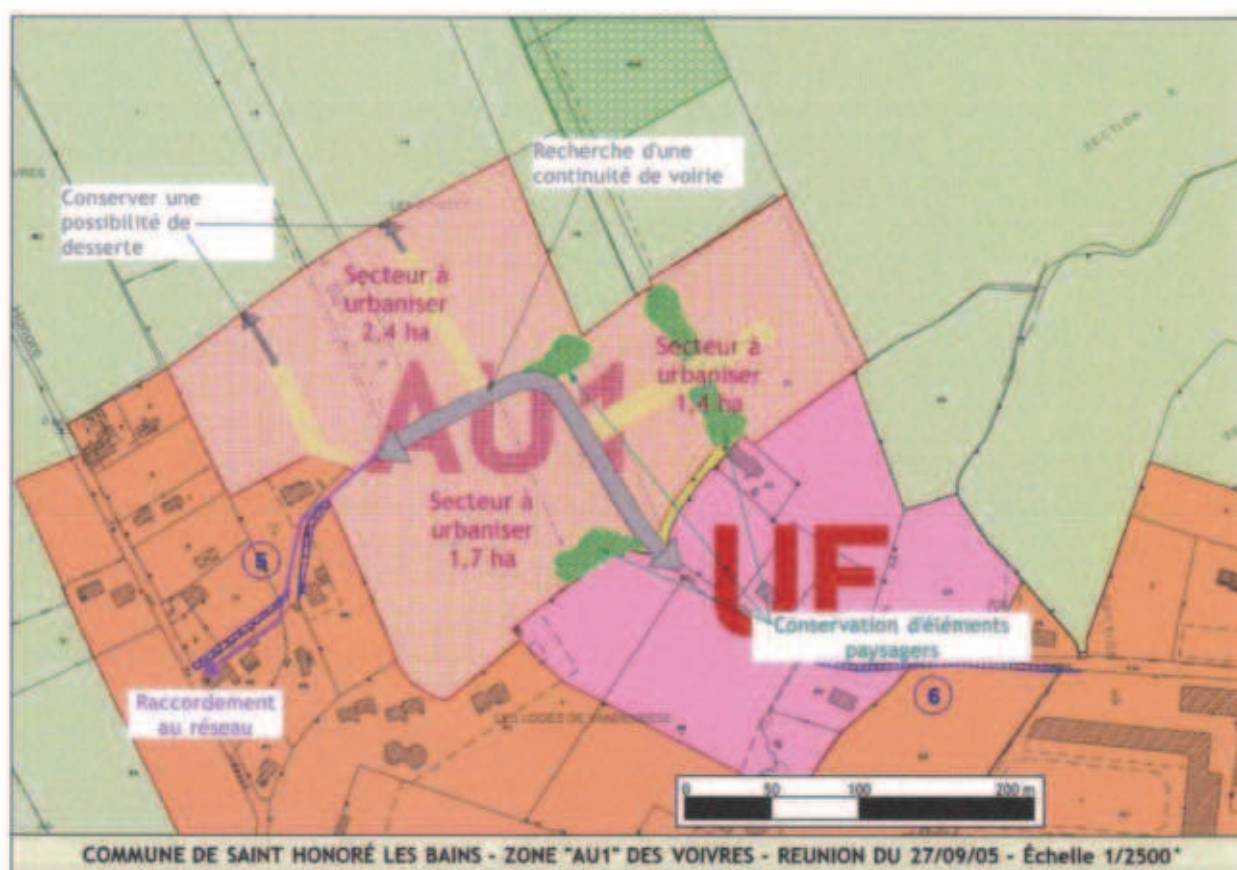 SECTION
Recherche d'une
continuité de voirie
Conserver une
possibilité de
desserte
Secteur à
urbaniser
2,4 ha
Secteur à
urbaniser
1,4 ha
AU1
Secteur à
urbaniser
1,7 ha
UF
5
Conservation d'éléments
paysagers
6
Raccordement
au réseau
0 50 100 200 m
COMMUNE DE SAINT HONORÉ LES BAINS - ZONE "AU1" DES VOIVRES - REUNION DU 27/09/05 - Échelle 1/2500°